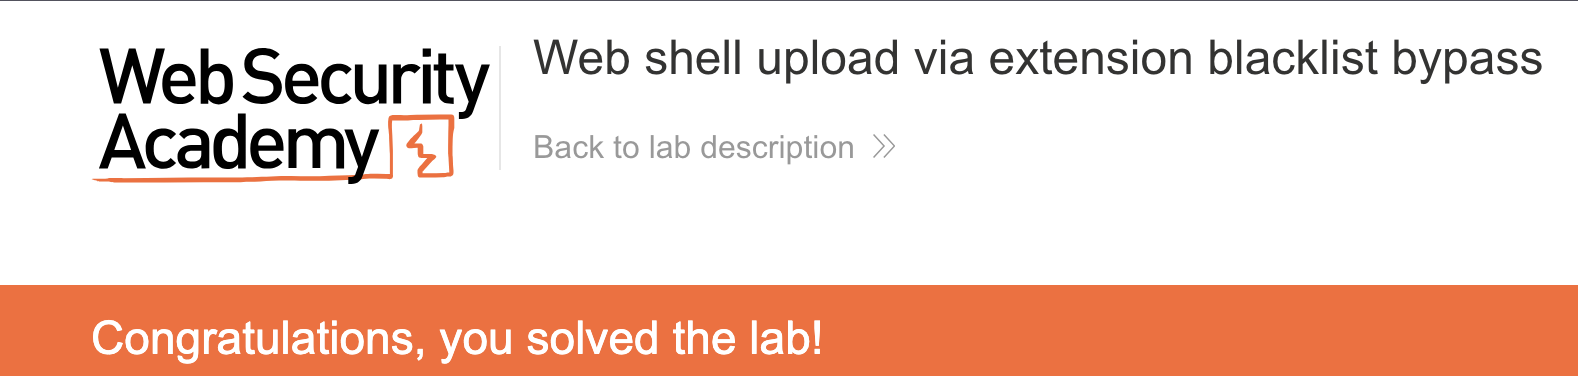 Web Security
Academy
Web shell upload via extension blacklist bypass
Back to lab description
Congratulations, you solved the lab!